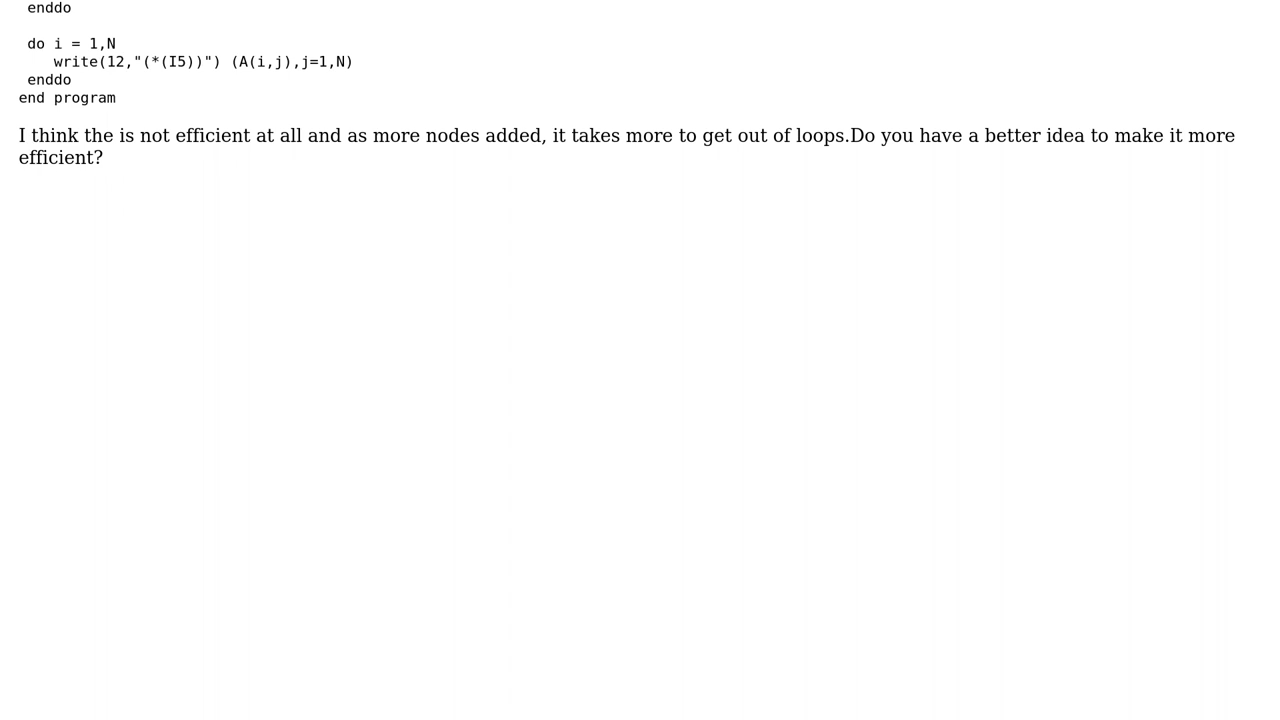 enddo
do i = 1,N
write(12,"(*(I5))") (A(i,j),j=1,N)
enddo
end program
I think the is not efficient at all and as more nodes added, it takes more to get out of loops.Do you have a better idea to make it more
efficient?